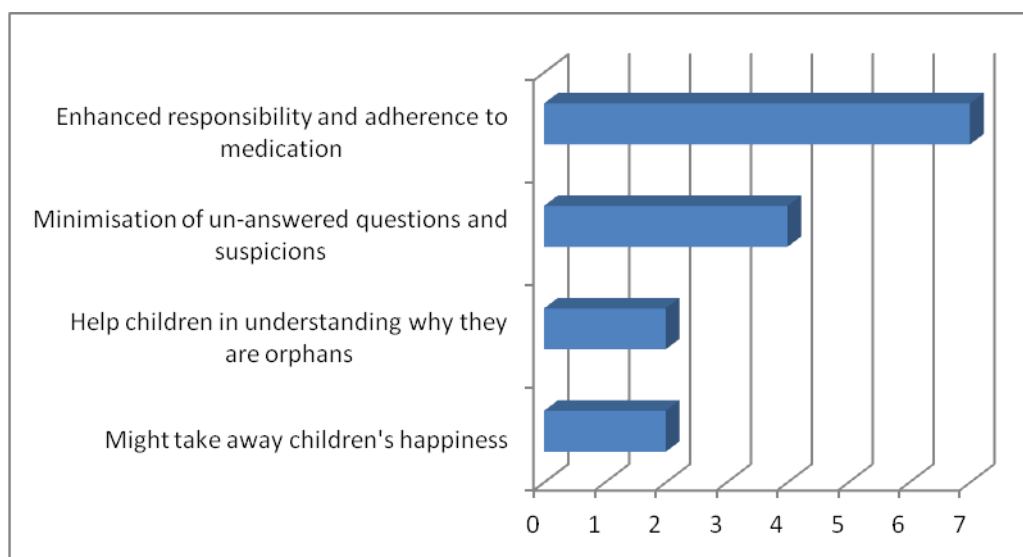 Enhanced responsibility and adherence to
medication
Minimisation of un-answered questions and
suspicions
Help children in understanding why they
are orphans
Might take away children's happiness
0 1 2 3 4 5 6 7